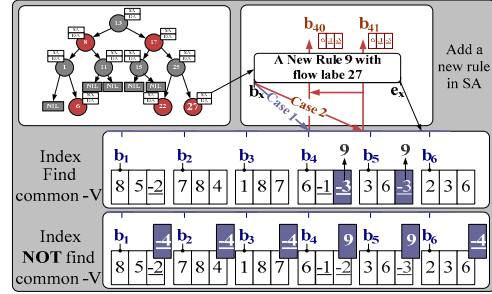 13
8
17
1
11
15
25
NIL
NIL
NIL
NIL
6
22
27
b40
b41
A New Rule 9 with
flow labe 27
bx
ex
Case 1
Case 2
Add a
new rule
in SA
Index
Find
common -V
9
9
b1 b2 b3 b4 b5 b6
8 5 -2 7 8 4 1 8 7 6 -1 -3 3 6 -3 2 3 6
Index
NOT find
common -V
b1 -4 b2 -4 b3 -4 b4 9 b5 9 b6 -4
8 5 -2 7 8 4 1 8 7 6 -1 -2 3 6 -3 2 3 6